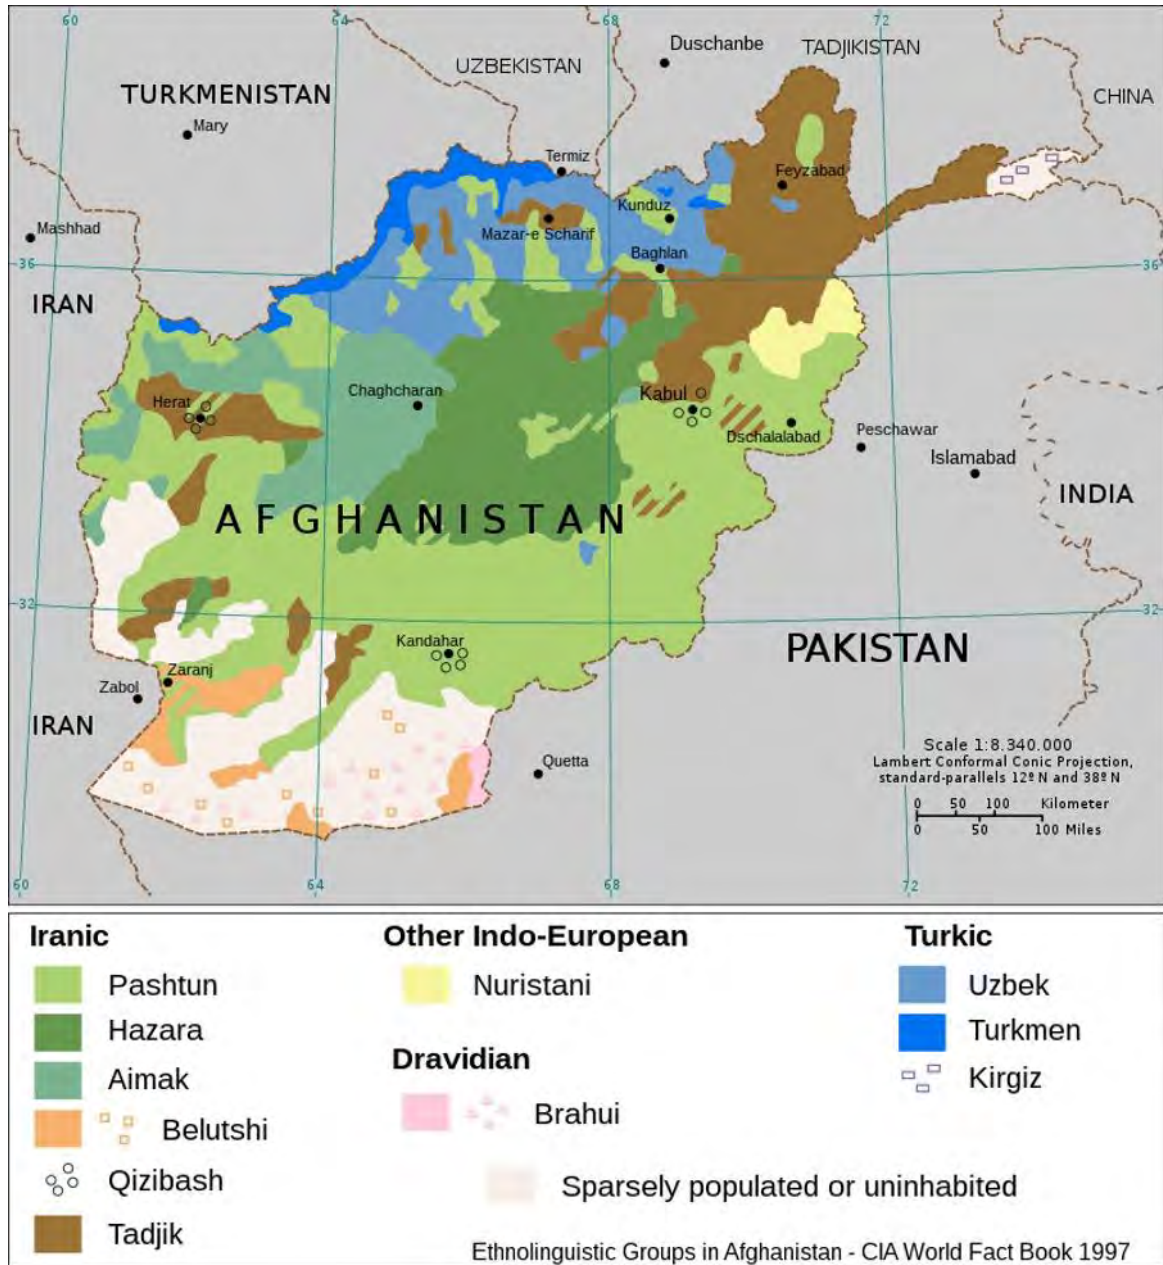 60
64
68
72
Duschanbe
TADJIKISTAN
UZBEKISTAN
TURKMENISTAN
CHINA
Mary
Termiz
Feyzabad
Kunduz
Mashhad
Mazar-e Scharif
Baghlan
36
36
IRAN
Chaghcharan
Kabul
Herat
Dschalalabad
Peschawar
Islamabad
INDIA
AFGHANISTAN
32
32
Kandahar
PAKISTAN
Zaranj
Zabol
IRAN
Quetta
Scale 1:8.340.000
Lambert Conformal Conic Projection,
standard-parallels 12º N and 38º N
0 50 100 Kilometer
0 50 100 Miles
60
64
68
72
Iranic
Pashtun
Hazara
Aimak
Belutshi
Qizibash
Tadjik
Other Indo-European
Nuristani
Dravidian
Brahui
Sparsely populated or uninhabited
Turkic
Uzbek
Turkmen
Kirgiz
Ethnolinguistic Groups in Afghanistan - CIA World Fact Book 1997